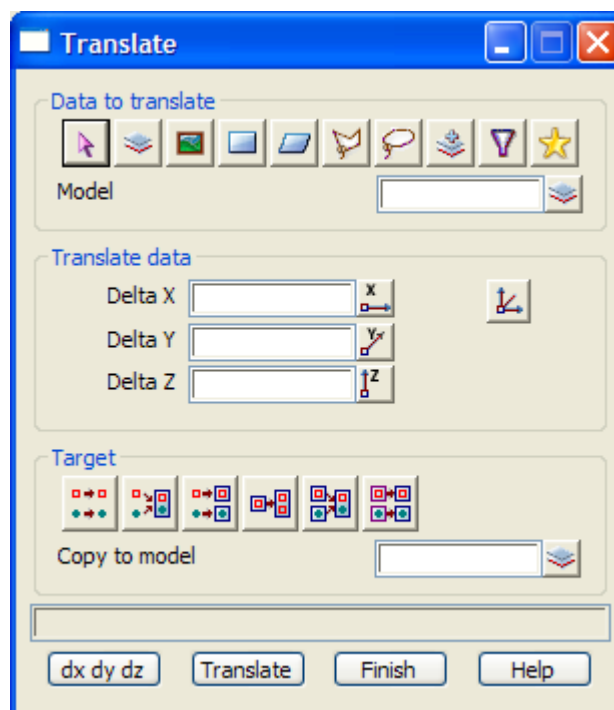 Translate
Data to translate
Model
Translate data
Delta X
X
Delta Y
Y
Delta Z
Z
Target
Copy to model
dx dy dz Translate Finish Help